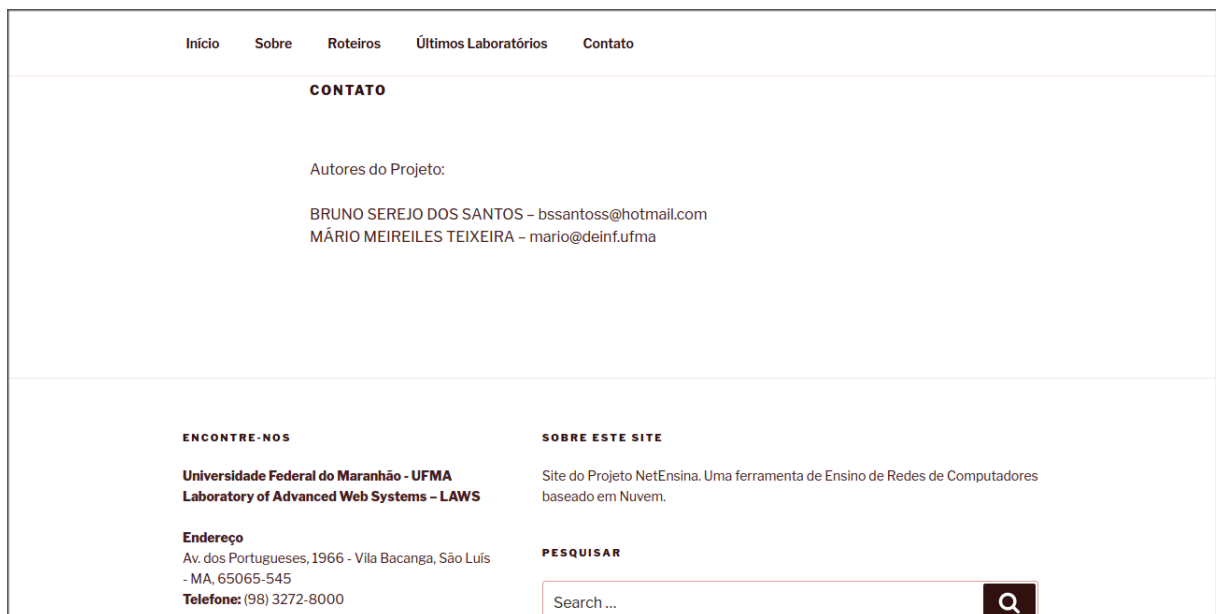 Início Sobre Roteiros Últimos Laboratórios Contato
CONTATO
Autores do Projeto:
BRUNO SEREJO DOS SANTOS – bssantoss@hotmail.com
MÁRIO MEIREILES TEIXEIRA – mario@deinf.ufma
ENCONTRE-NOS
Universidade Federal do Maranhão - UFMA
Laboratory of Advanced Web Systems – LAWS
Endereço
Av. dos Portugueses, 1966 - Vila Bacanga, São Luís
- MA, 65065-545
Telefone: (98) 3272-8000
SOBRE ESTE SITE
Site do Projeto NetEnsina. Uma ferramenta de Ensino de Redes de Computadores
baseado em Nuvem.
PESQUISAR
Search ...